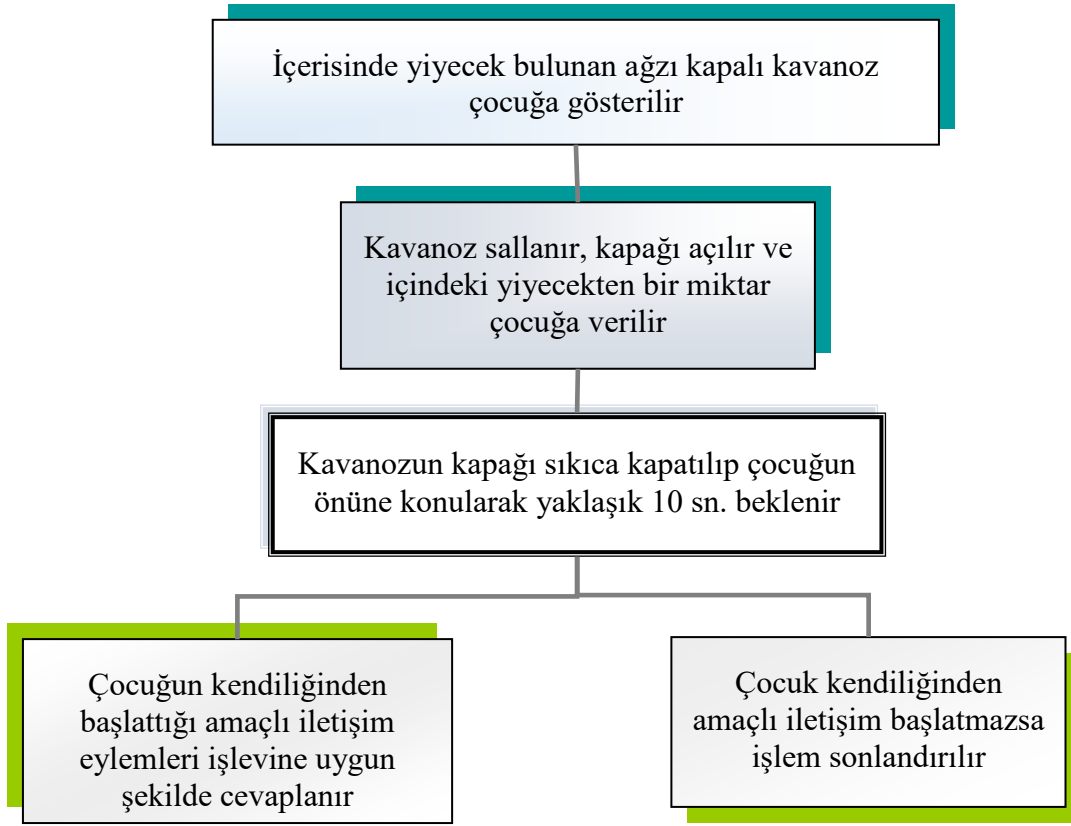 İçerisinde yiyecek bulunan ağzı kapalı kavanoz
çocuğa gösterilir
Kavanoz sallanır, kapağı açılır ve
içindeki yiyecekten bir miktar
çocuğa verilir
Kavanozun kapağı sıkıca kapatılıp çocuğun
önüne konularak yaklaşık 10 sn. beklenir
Çocuğun kendiliğinden
başlattığı amaçlı iletişim
eylemleri işlevine uygun
şekilde cevaplanır
Çocuk kendiliğinden
amaçlı iletişim başlatmazsa
işlem sonlandırılır